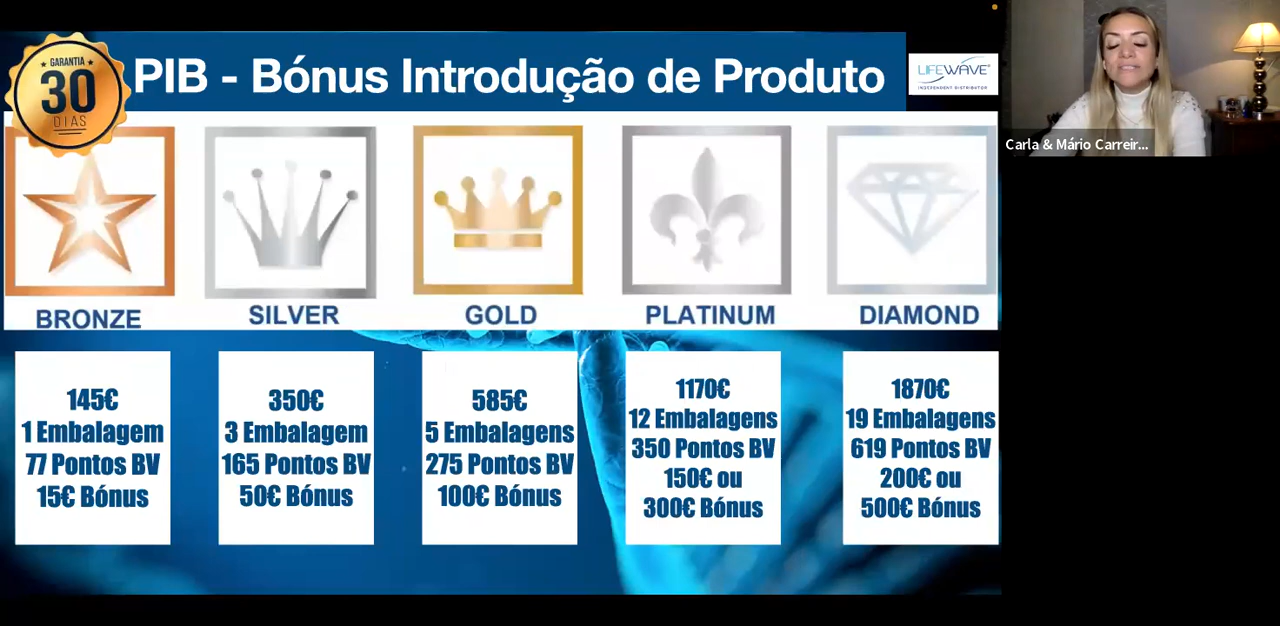 GARANTIA
30
DIAS
PIB - Bónus Introdução de Produto
LIFEWAVE®
INDEPENDENT DISTRIBUTOR
Carla & Mário Carreir...
BRONZE
SILVER
GOLD
PLATINUM
DIAMOND
145€
1 Embalagem
77 Pontos BV
15€ Bónus
350€
3 Embalagem
165 Pontos BV
50€ Bónus
585€
5 Embalagens
275 Pontos BV
100€ Bónus
1170€
12 Embalagens
350 Pontos BV
150€ ou
300€ Bónus
1870€
19 Embalagens
619 Pontos BV
200€ ou
500€ Bónus